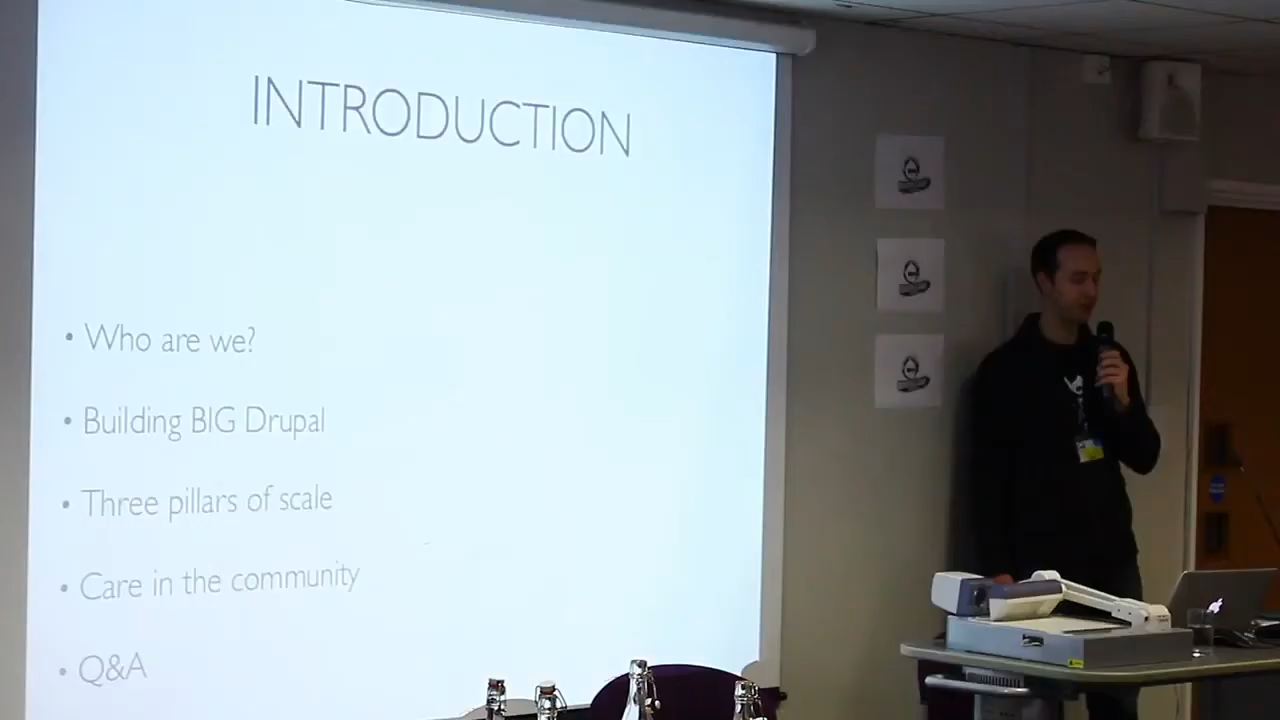 INTRODUCTION
• Who are we?
• Building BIG Drupal
• Three pillars of scale
• Care in the community
• Q&A